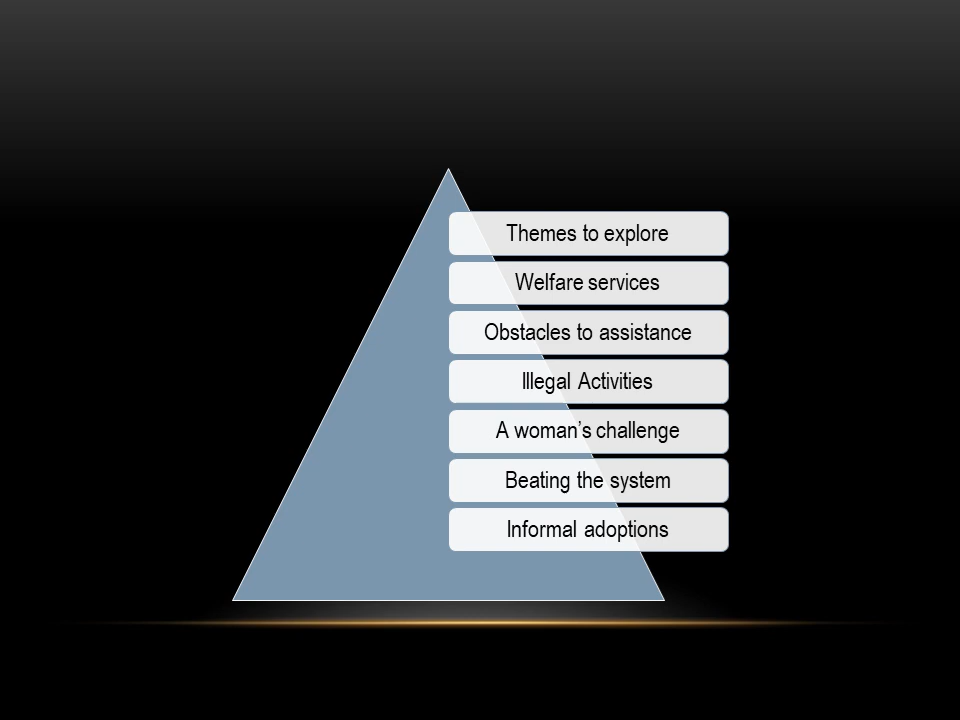 Themes to explore
Welfare services
Obstacles to assistance
Illegal Activities
A woman’s challenge
Beating the system
Informal adoptions